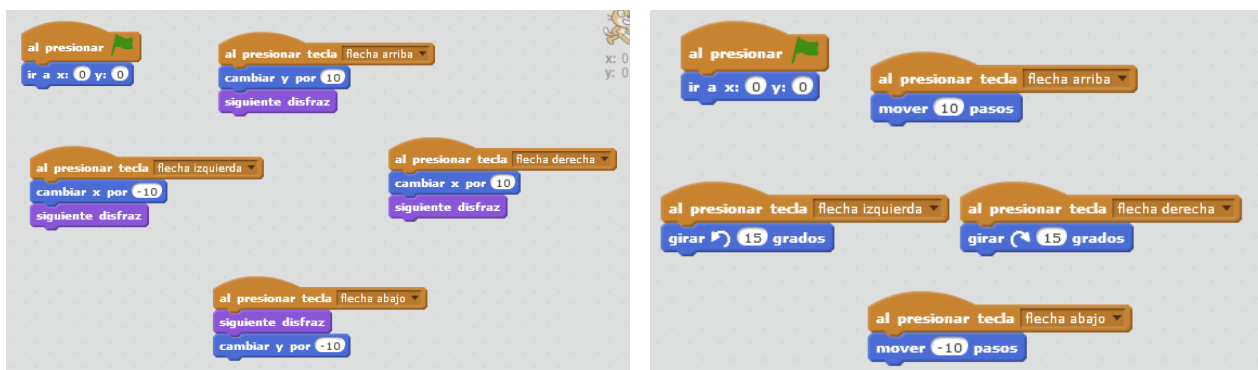 al presionar
ir a x: 0 y: 0
al presionar tecla flecha arriba
cambiar y por 10
siguiente disfraz
x: 0
y: 0
al presionar tecla flecha izquierda
cambiar x por -10
siguiente disfraz
al presionar tecla flecha derecha
cambiar x por 10
siguiente disfraz
al presionar tecla flecha abajo
siguiente disfraz
cambiar y por -10
al presionar
ir a x: 0 y: 0
al presionar tecla flecha arriba
mover 10 pasos
al presionar tecla flecha izquierda
girar 15 grados
al presionar tecla flecha derecha
girar 15 grados
al presionar tecla flecha abajo
mover -10 pasos